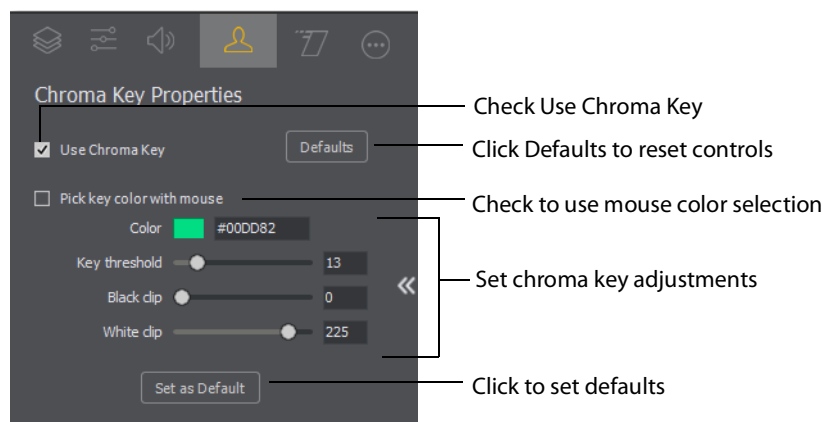 Chroma Key Properties
Check Use Chroma Key
Use Chroma Key
Defaults
Click Defaults to reset controls
Pick key color with mouse
Check to use mouse color selection
Color
#00DD82
Key threshold
13
Set chroma key adjustments
Black clip
0
White clip
225
Set as Default
Click to set defaults